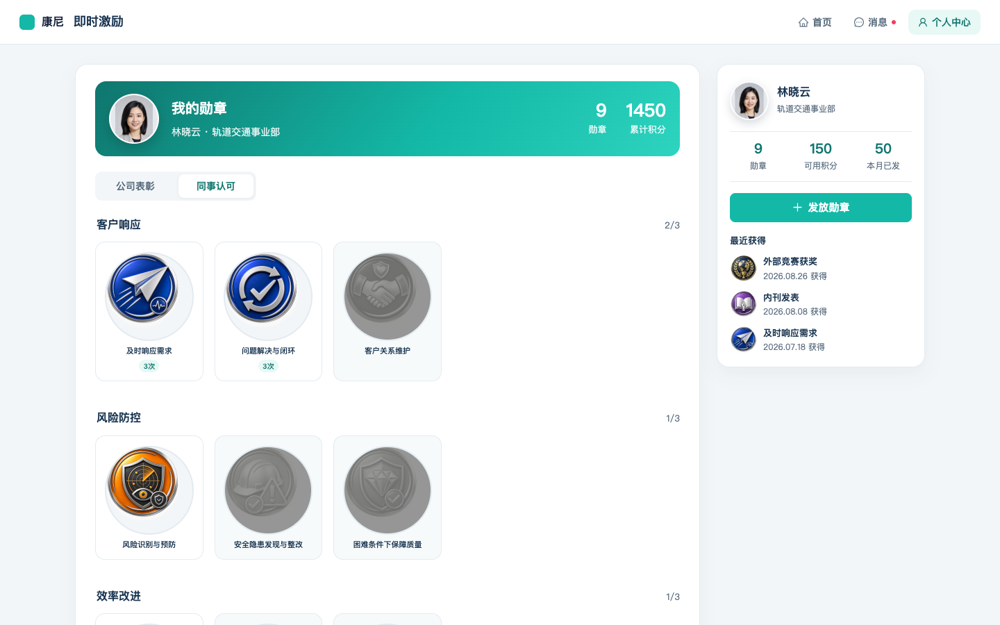 康尼 即时激励
首页 消息 个人中心
我的勋章
林晓云 · 轨道交通事业部
9 1450
勋章 累计积分
公司表彰 同事认可
客户响应 2/3
及时响应需求 问题解决与闭环 客户关系维护
3次 3次
风险防控 1/3
风险识别与预防 安全隐患发现与整改 困难条件下保障质量
效率改进 1/3
林晓云
轨道交通事业部
9 150 50
勋章 可用积分 本月已发
发放勋章
最近获得
外部竞赛获奖
2026.08.26 获得
内刊发表
2026.08.08 获得
及时响应需求
2026.07.18 获得